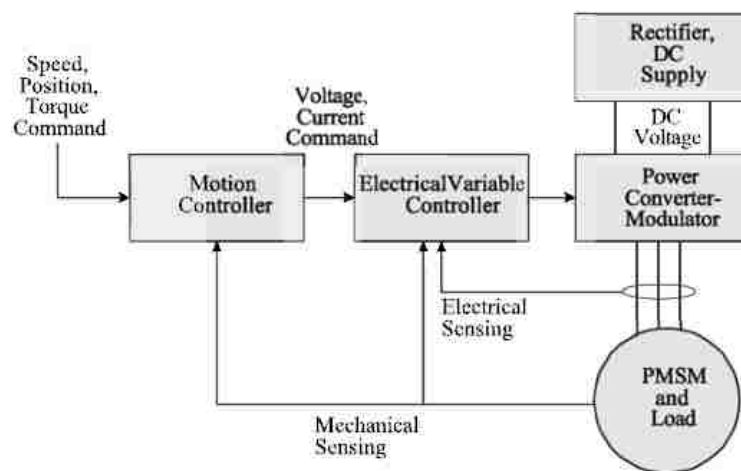 Rectifier,
DC
Supply
Speed,
Position,
Torque
Command
Voltage,
Current
Command
DC
Voltage
Motion
Controller
ElectricalVariable
Controller
Power
Converter-
Modulator
Electrical
Sensing
PMSM
and
Load
Mechanical
Sensing